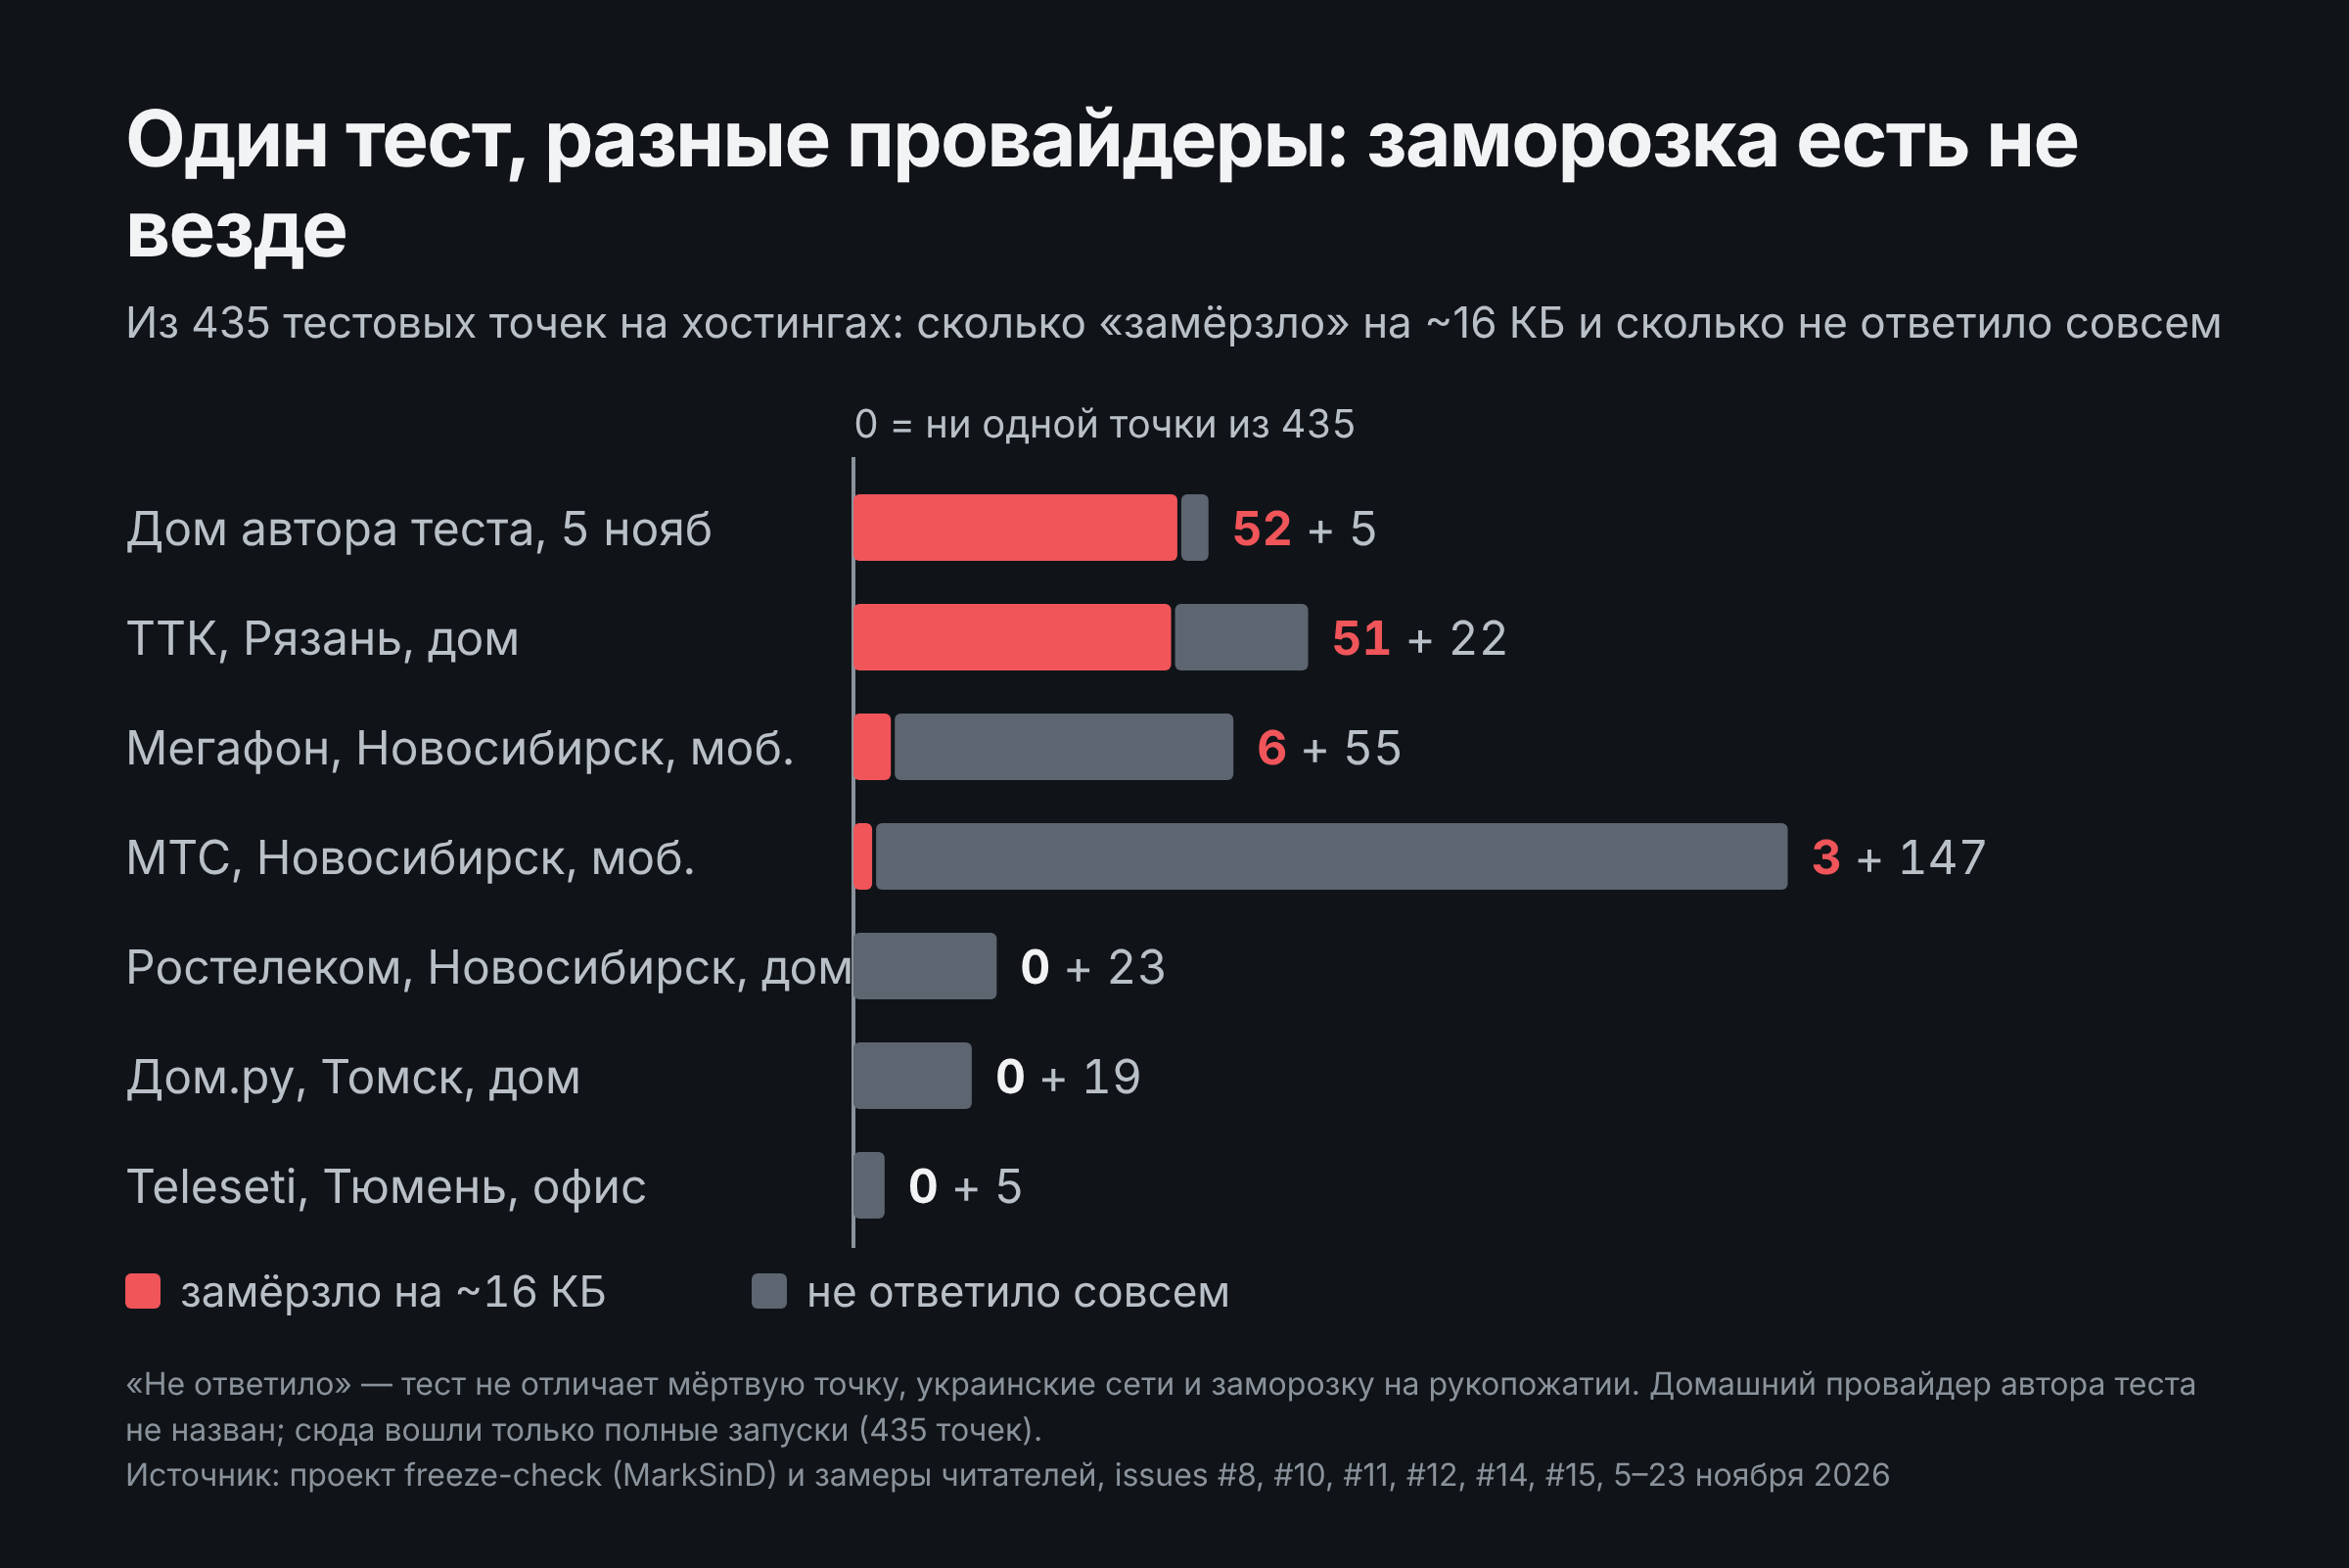 Один тест, разные провайдеры: заморозка есть не
везде
Из 435 тестовых точек на хостингах: сколько «замёрзло» на ~16 КБ и сколько не ответило совсем
0 = ни одной точки из 435
Дом автора теста, 5 нояб 52 + 5
ТТК, Рязань, дом 51 + 22
Мегафон, Новосибирск, моб. 6 + 55
МТС, Новосибирск, моб. 3 + 147
Ростелеком, Новосибирск, дом 0 + 23
Дом.ру, Томск, дом 0 + 19
Teleseti, Тюмень, офис 0 + 5
замёрзло на ~16 КБ не ответило совсем
«Не ответило» — тест не отличает мёртвую точку, украинские сети и заморозку на рукопожатии. Домашний провайдер автора теста
не назван; сюда вошли только полные запуски (435 точек).
Источник: проект freeze-check (MarkSinD) и замеры читателей, issues #8, #10, #11, #12, #14, #15, 5–23 ноября 2026